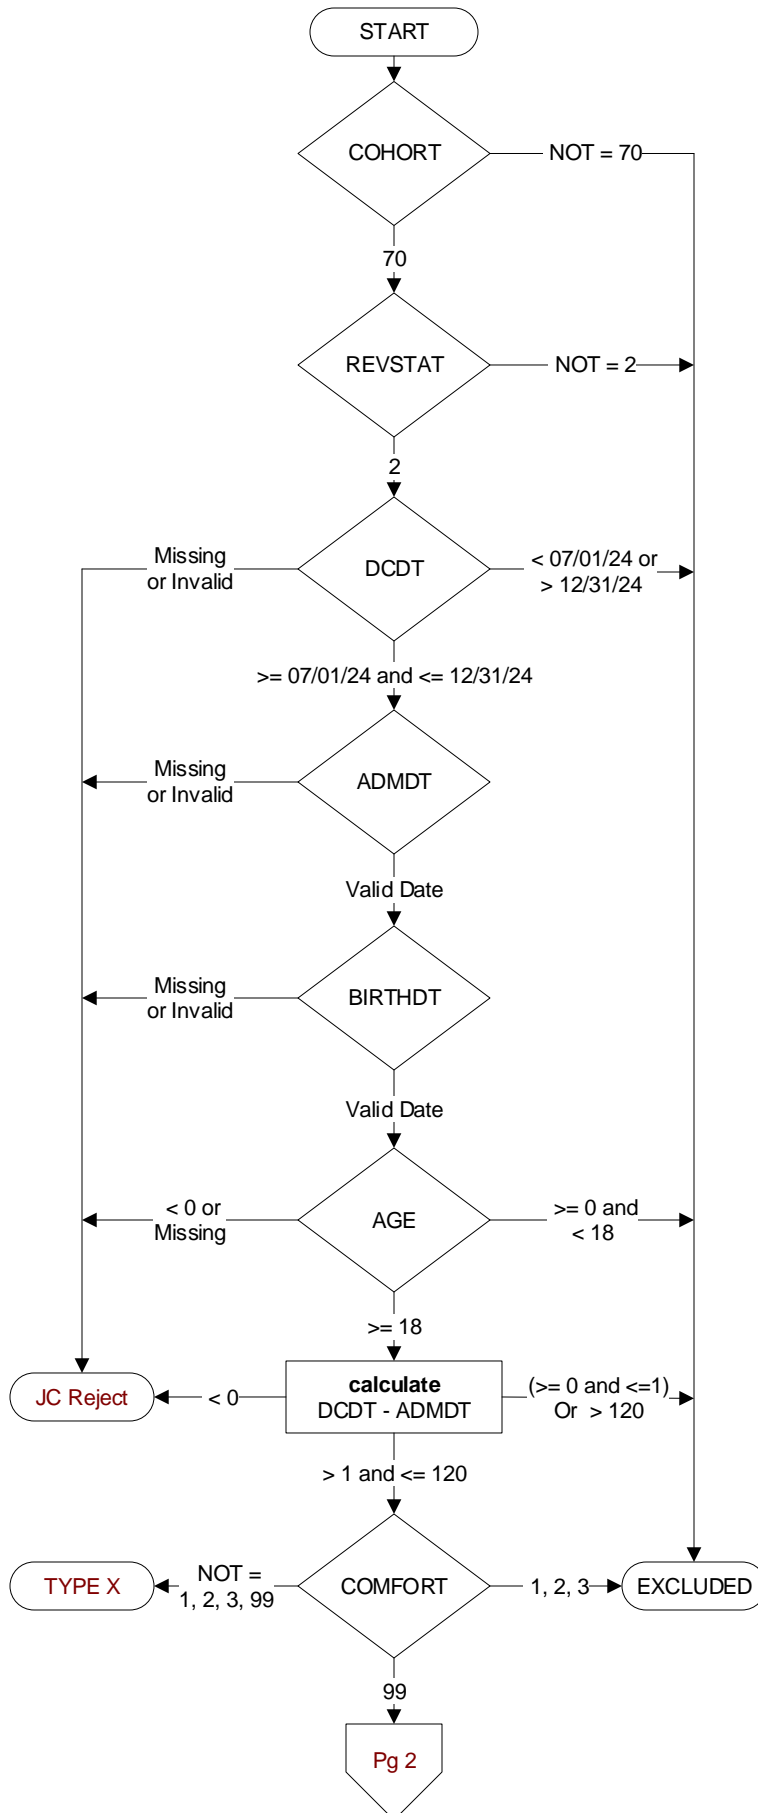 START
COHORT
NOT = 70
70
REVSTAT
NOT = 2
2
Missing
or Invalid
DCDT
< 07/01/24 or
> 12/31/24
>= 07/01/24 and <= 12/31/24
Missing
or Invalid
ADMDT
Valid Date
Missing
or Invalid
BIRTHDT
Valid Date
< 0 or
Missing
AGE
>= 0 and
< 18
>= 18
JC Reject
< 0
calculate
DCDT - ADMDT
(>= 0 and <=1)
Or > 120
> 1 and <= 120
TYPE X
NOT =
1, 2, 3, 99
COMFORT
1, 2, 3
EXCLUDED
99
Pg 2